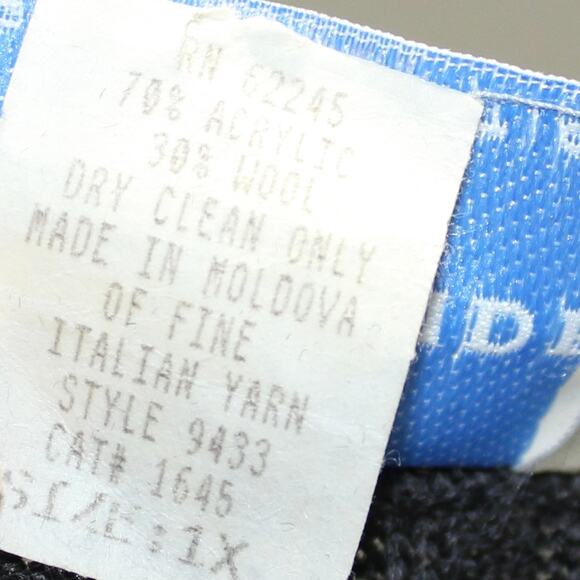 RN 62245
70% ACRYLIC
30% WOOL
DRY CLEAN ONLY
MADE IN MOLDOVA
OF FINE
ITALIAN YARN
STYLE 9433
CAT# 1645
SIZE:1X